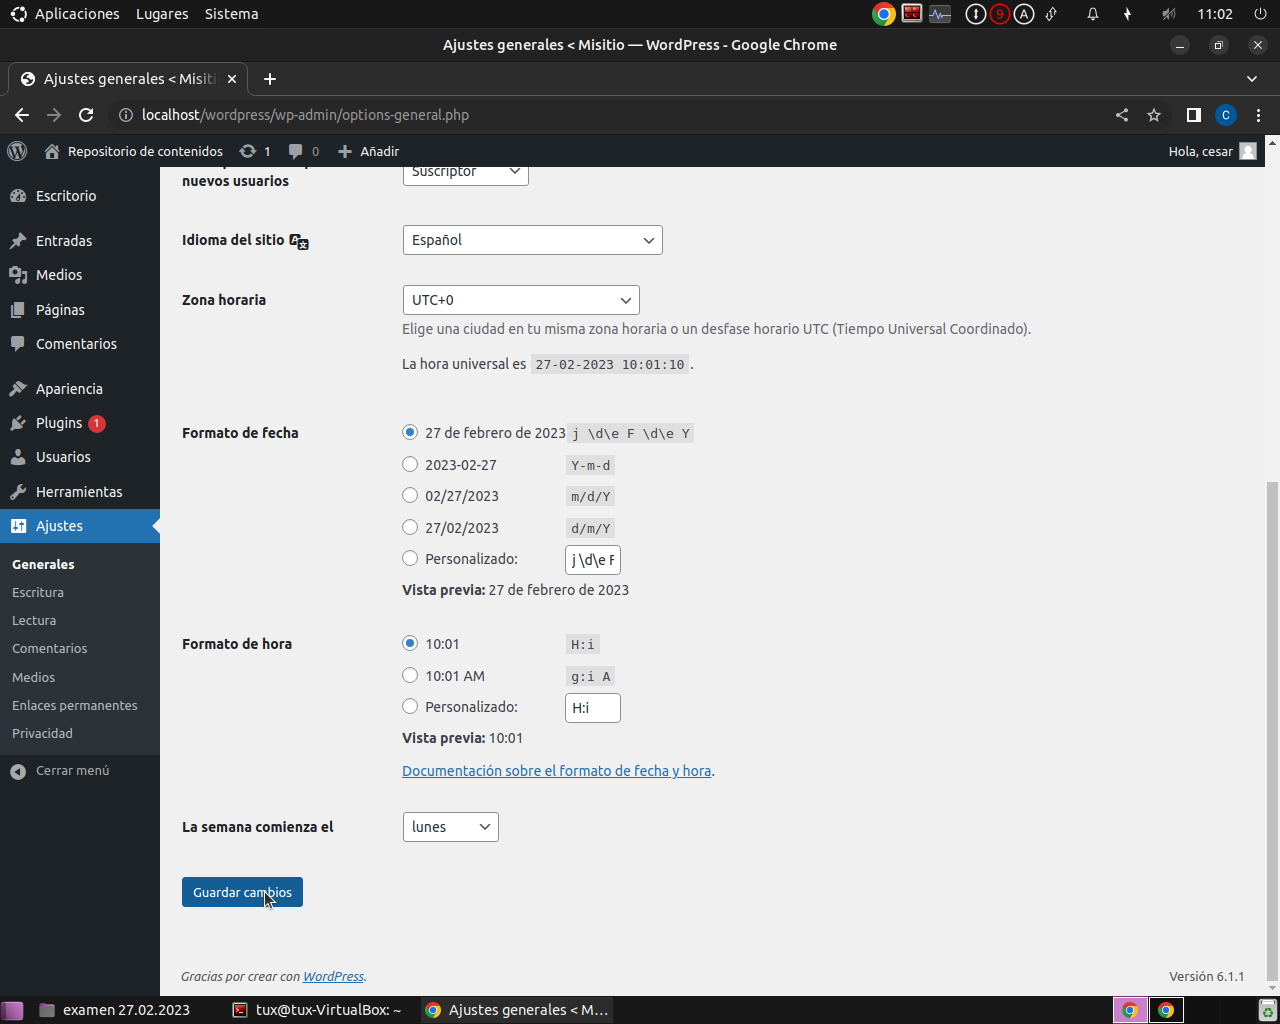 Aplicaciones Lugares Sistema 9 A 11:02
Ajustes generales < Misitio — WordPress - Google Chrome
Ajustes generales < Misiti
localhost/wordpress/wp-admin/options-general.php C
Repositorio de contenidos 1 0 Añadir Hola, cesar
Escritorio
Entradas
Medios
Páginas
Comentarios
Apariencia
Plugins 1
Usuarios
Herramientas
Ajustes
Generales
Escritura
Lectura
Comentarios
Medios
Enlaces permanentes
Privacidad
Cerrar menú
nuevos usuarios Suscriptor
Idioma del sitio Español
Zona horaria UTC+0
Elige una ciudad en tu misma zona horaria o un desfase horario UTC (Tiempo Universal Coordinado).
La hora universal es 27-02-2023 10:01:10 .
Formato de fecha 27 de febrero de 2023 j \d\e F \d\e Y
2023-02-27 Y-m-d
02/27/2023 m/d/Y
27/02/2023 d/m/Y
Personalizado: j \d\e F
Vista previa: 27 de febrero de 2023
Formato de hora 10:01 H:i
10:01 AM g:i A
Personalizado: H:i
Vista previa: 10:01
Documentación sobre el formato de fecha y hora.
La semana comienza el lunes
Guardar cambios
Gracias por crear con WordPress. Versión 6.1.1
examen 27.02.2023 tux@tux-VirtualBox: ~ Ajustes generales < M...